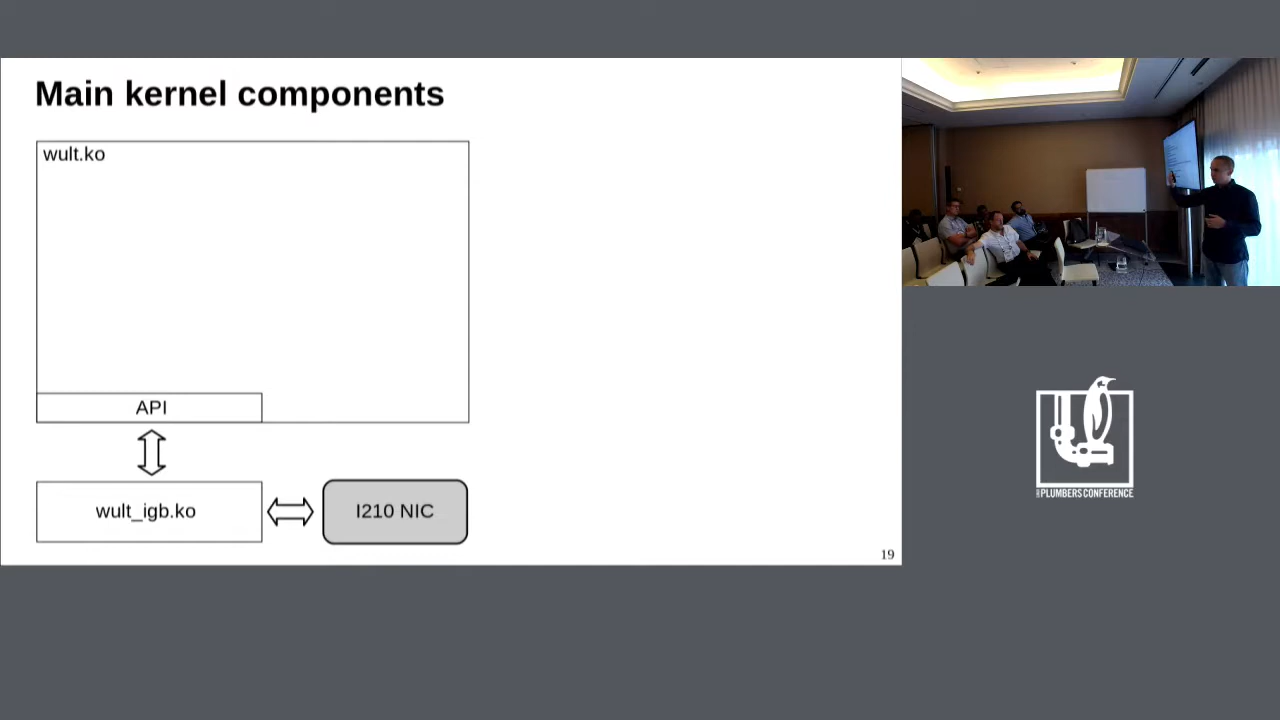 Main kernel components
wult.ko
API
wult_igb.ko
I210 NIC
19
PLUMBERS CONFERENCE